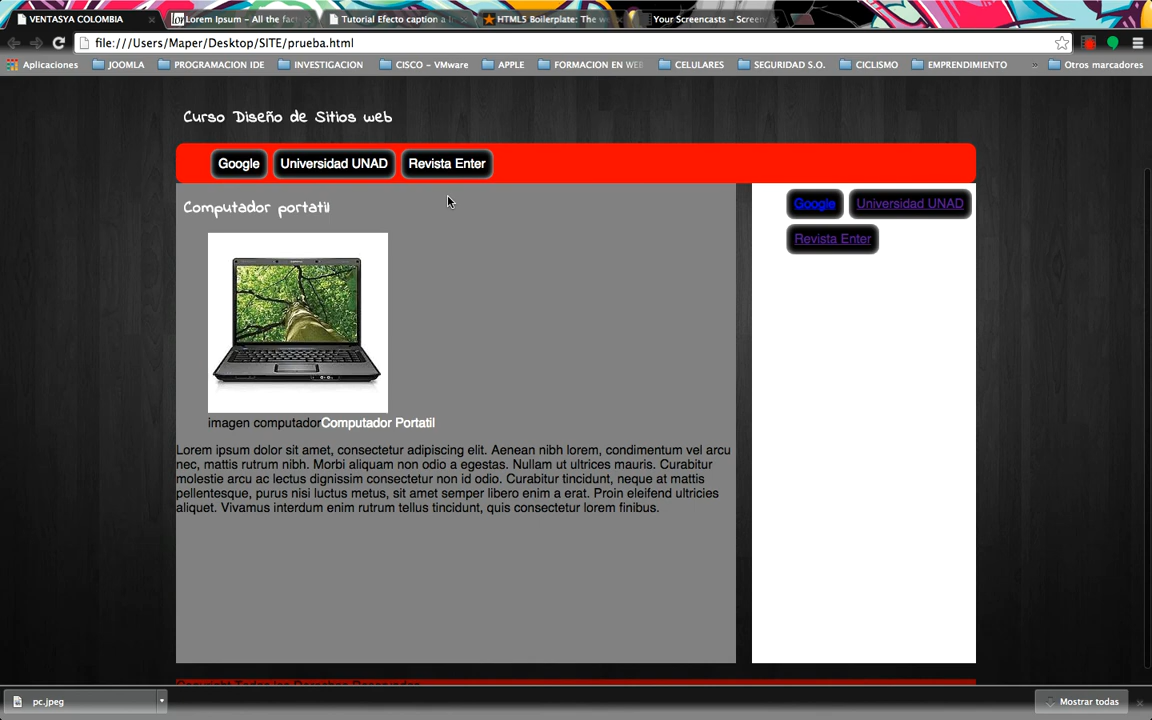 VENTASYA COLOMBIA
Lorem Ipsum – All the fact
Tutorial Efecto caption a
HTML5 Boilerplate: The w
Your Screencasts – Screen
file:///Users/Maper/Desktop/SITE/prueba.html
Aplicaciones JOOMLA PROGRAMACION IDE INVESTIGACION CISCO – VMware APPLE FORMACION EN WEB CELULARES SEGURIDAD S.O. CICLISMO EMPRENDIMIENTO » Otros marcadores
Curso Diseño de Sitios web
Google Universidad UNAD Revista Enter
Computador portatil
imagen computadorComputador Portatil
Lorem ipsum dolor sit amet, consectetur adipiscing elit. Aenean nibh lorem, condimentum vel arcu
nec, mattis rutrum nibh. Morbi aliquam non odio a egestas. Nullam ut ultrices mauris. Curabitur
molestie arcu ac lectus dignissim consectetur non id odio. Curabitur tincidunt, neque at mattis
pellentesque, purus nisi luctus metus, sit amet semper libero enim a erat. Proin eleifend ultricies
aliquet. Vivamus interdum enim rutrum tellus tincidunt, quis consectetur lorem finibus.
Google Universidad UNAD
Revista Enter
Copyright Todos los Derechos Reservados
pc.jpeg
Mostrar todas